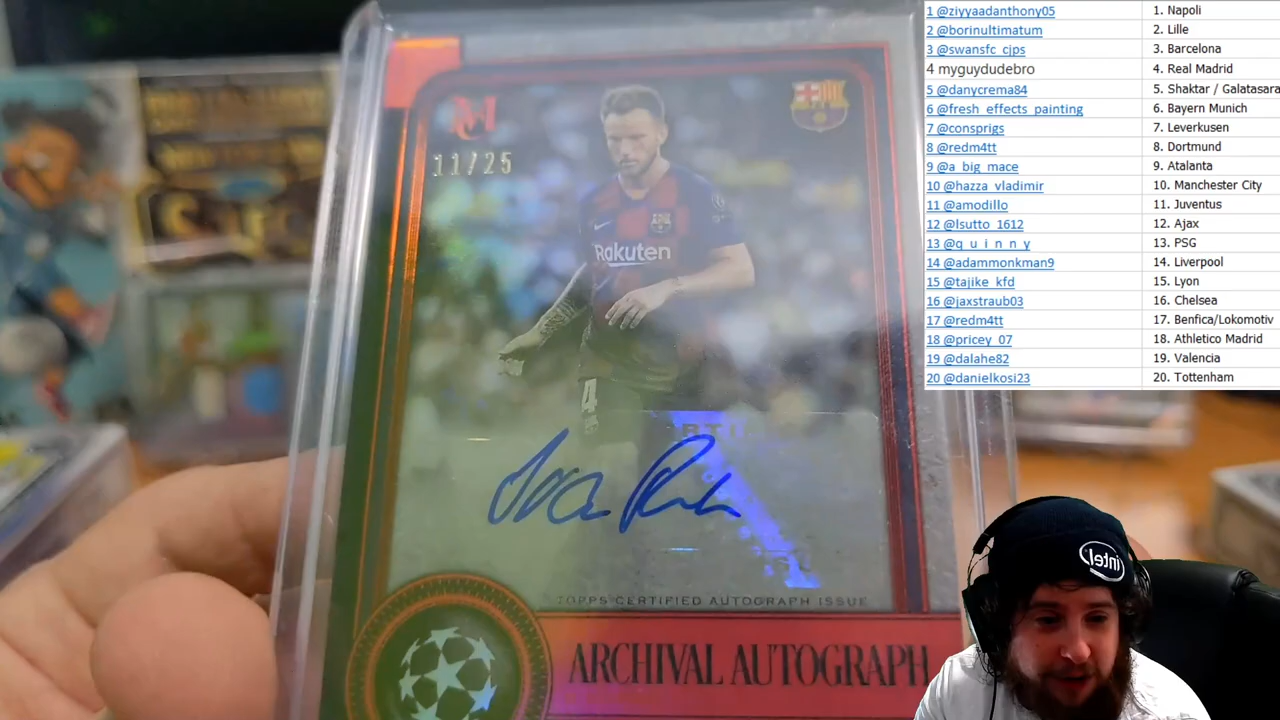 11/25
Rakuten
4
TOPPS CERTIFIED AUTOGRAPH ISSUE
ARCHIVAL AUTOGRAPH
intel
1 @ziyyaadanthony05 1. Napoli
2 @borinultimatum 2. Lille
3 @swansfc_cjps 3. Barcelona
4 myguydudebro 4. Real Madrid
5 @danycrema84 5. Shaktar / Galatasara
6 @fresh_effects_painting 6. Bayern Munich
7 @consprigs 7. Leverkusen
8 @redm4tt 8. Dortmund
9 @a_big_mace 9. Atalanta
10 @hazza_vladimir 10. Manchester City
11 @amodillo 11. Juventus
12 @lsutto_1612 12. Ajax
13 @q_u_i_n_n_y 13. PSG
14 @adammonkman9 14. Liverpool
15 @tajike_kfd 15. Lyon
16 @jaxstraub03 16. Chelsea
17 @redm4tt 17. Benfica/Lokomotiv
18 @pricey_07 18. Athletico Madrid
19 @dalahe82 19. Valencia
20 @danielkosi23 20. Tottenham